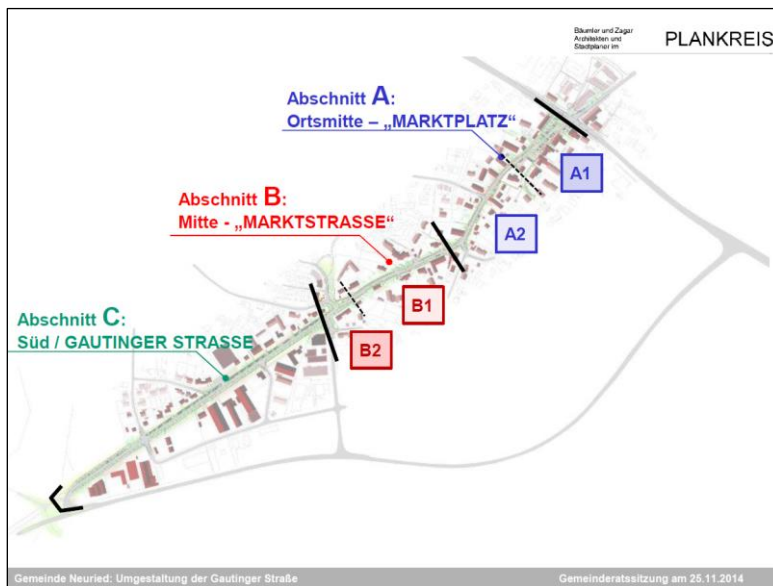 Bäumler und Zagar
Architekten und
Stadtplaner im
PLANKREIS
Abschnitt A:
Ortsmitte – „MARKTPLATZ“
A1
Abschnitt B:
Mitte - „MARKTSTRASSE“
A2
B1
Abschnitt C:
Süd / GAUTINGER STRASSE
B2
Gemeinde Neuried: Umgestaltung der Gautinger Straße
Gemeinderatssitzung am 25.11.2014